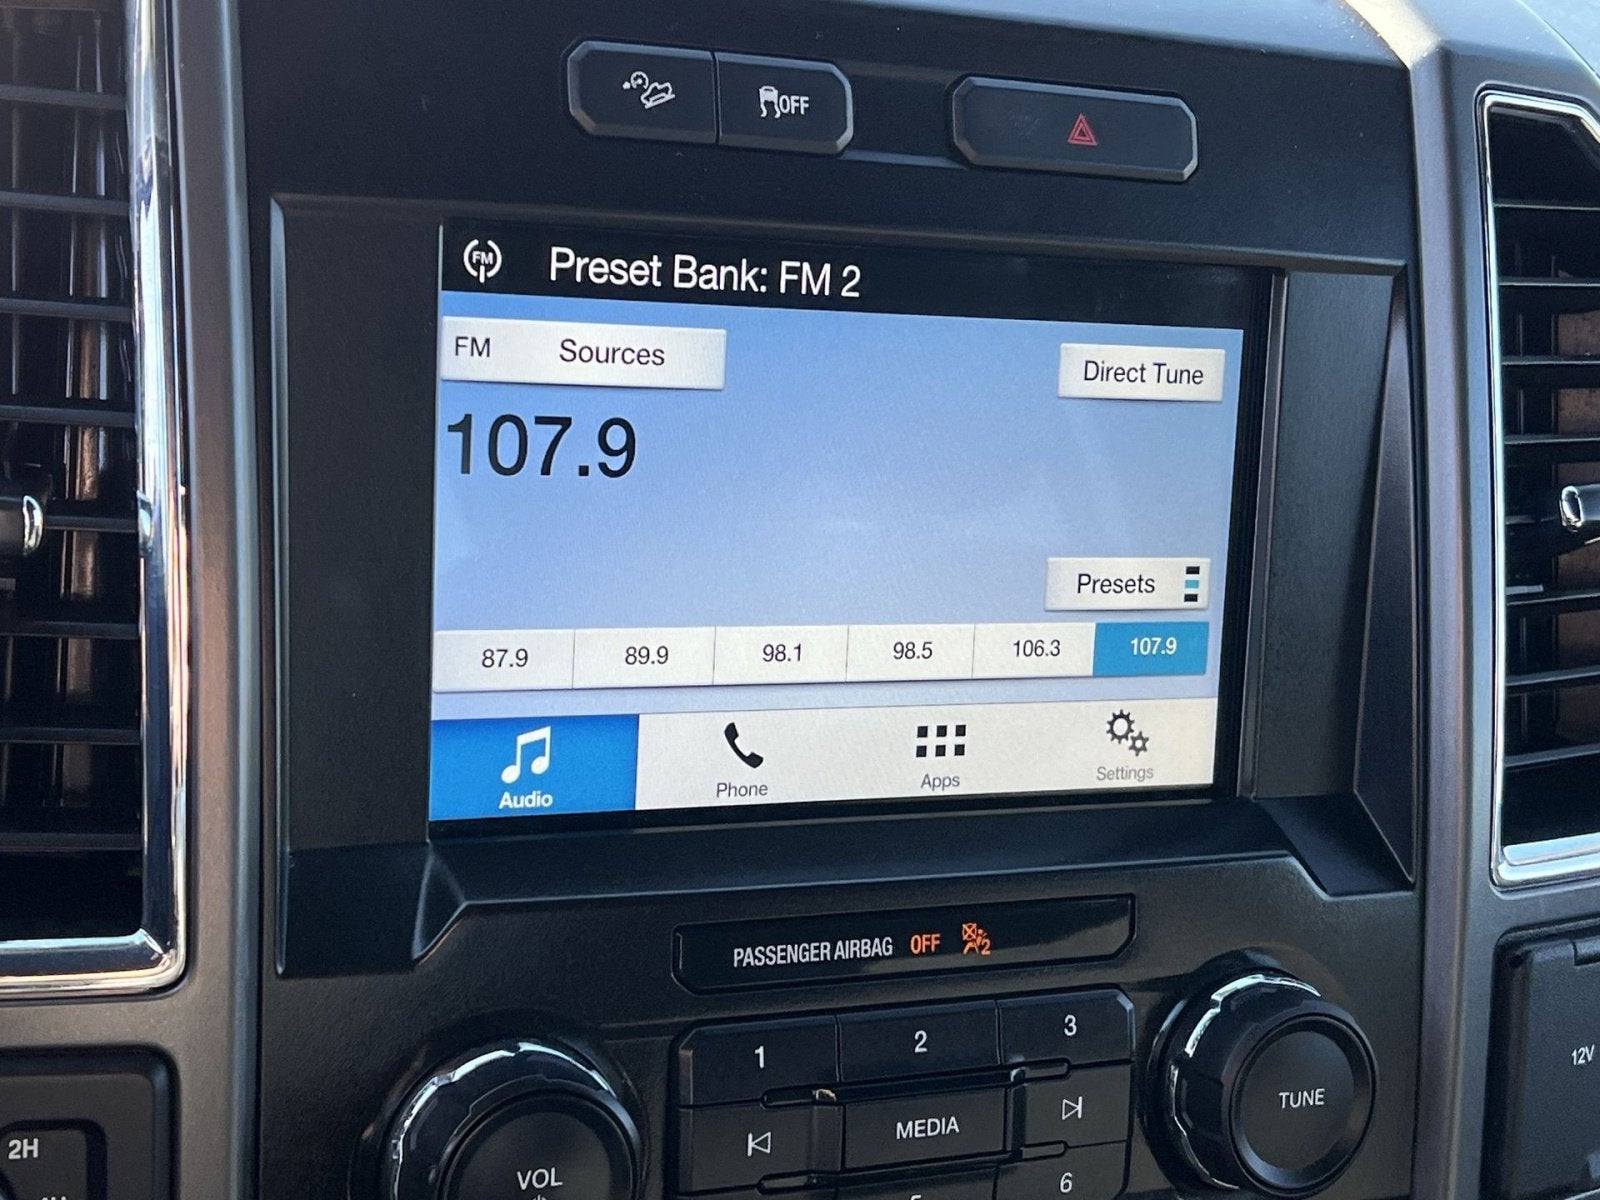 OFF
FM
Preset Bank: FM 2
FM Sources
Direct Tune
107.9
Presets
87.9 89.9 98.1 98.5 106.3 107.9
Audio Phone Apps Settings
PASSENGER AIRBAG OFF 2
1 2 3
MEDIA
TUNE
12V
2H
VOL
6